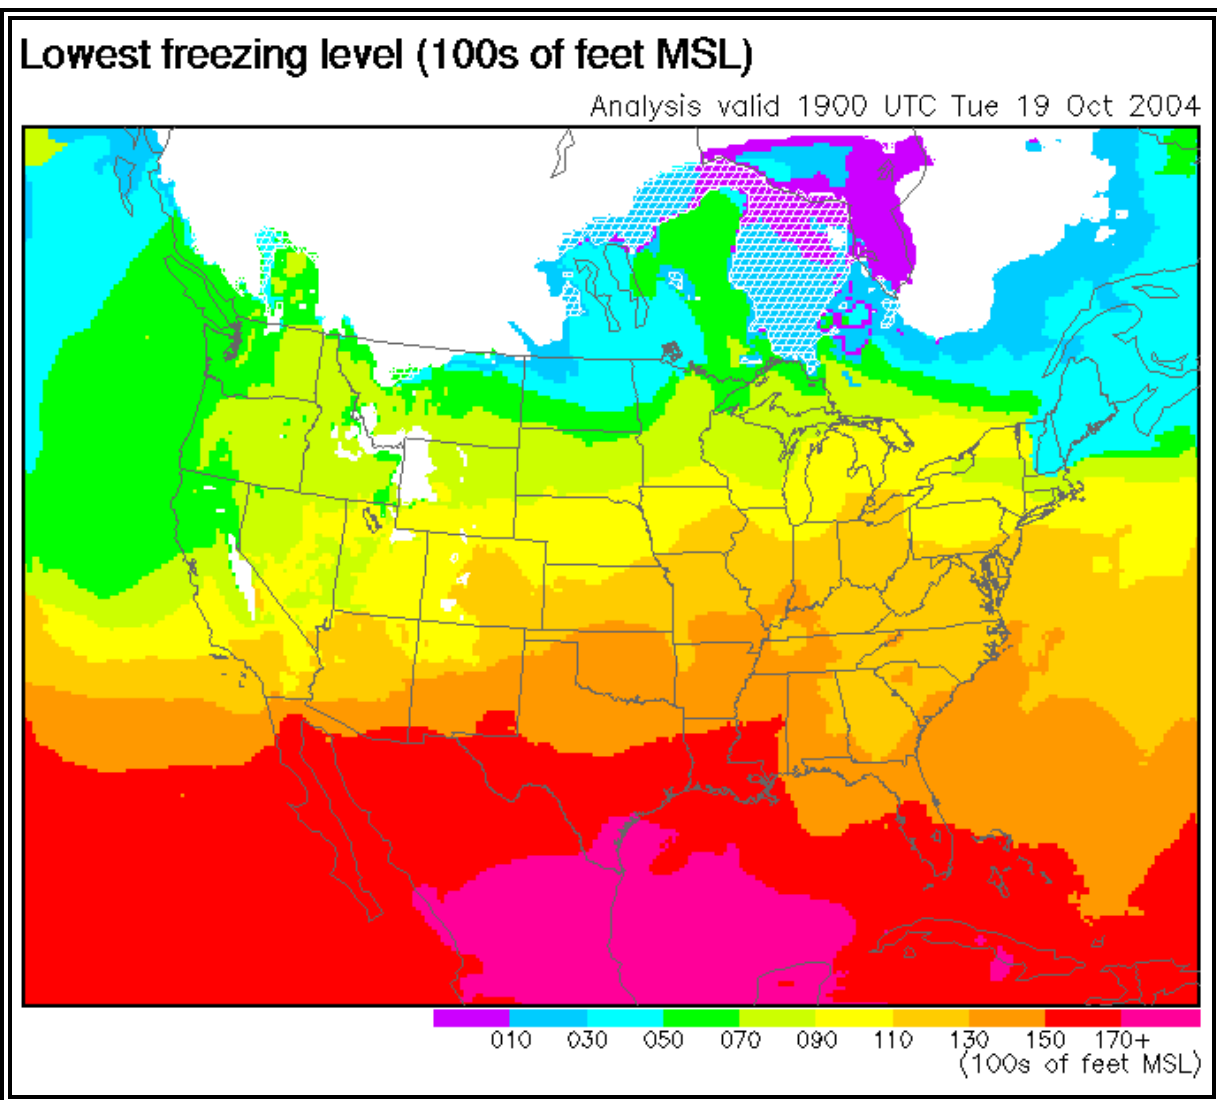 Lowest freezing level (100s of feet MSL)
Analysis valid 1900 UTC Tue 19 Oct 2004
010 030 050 070 090 110 130 150 170+
(100s of feet MSL)